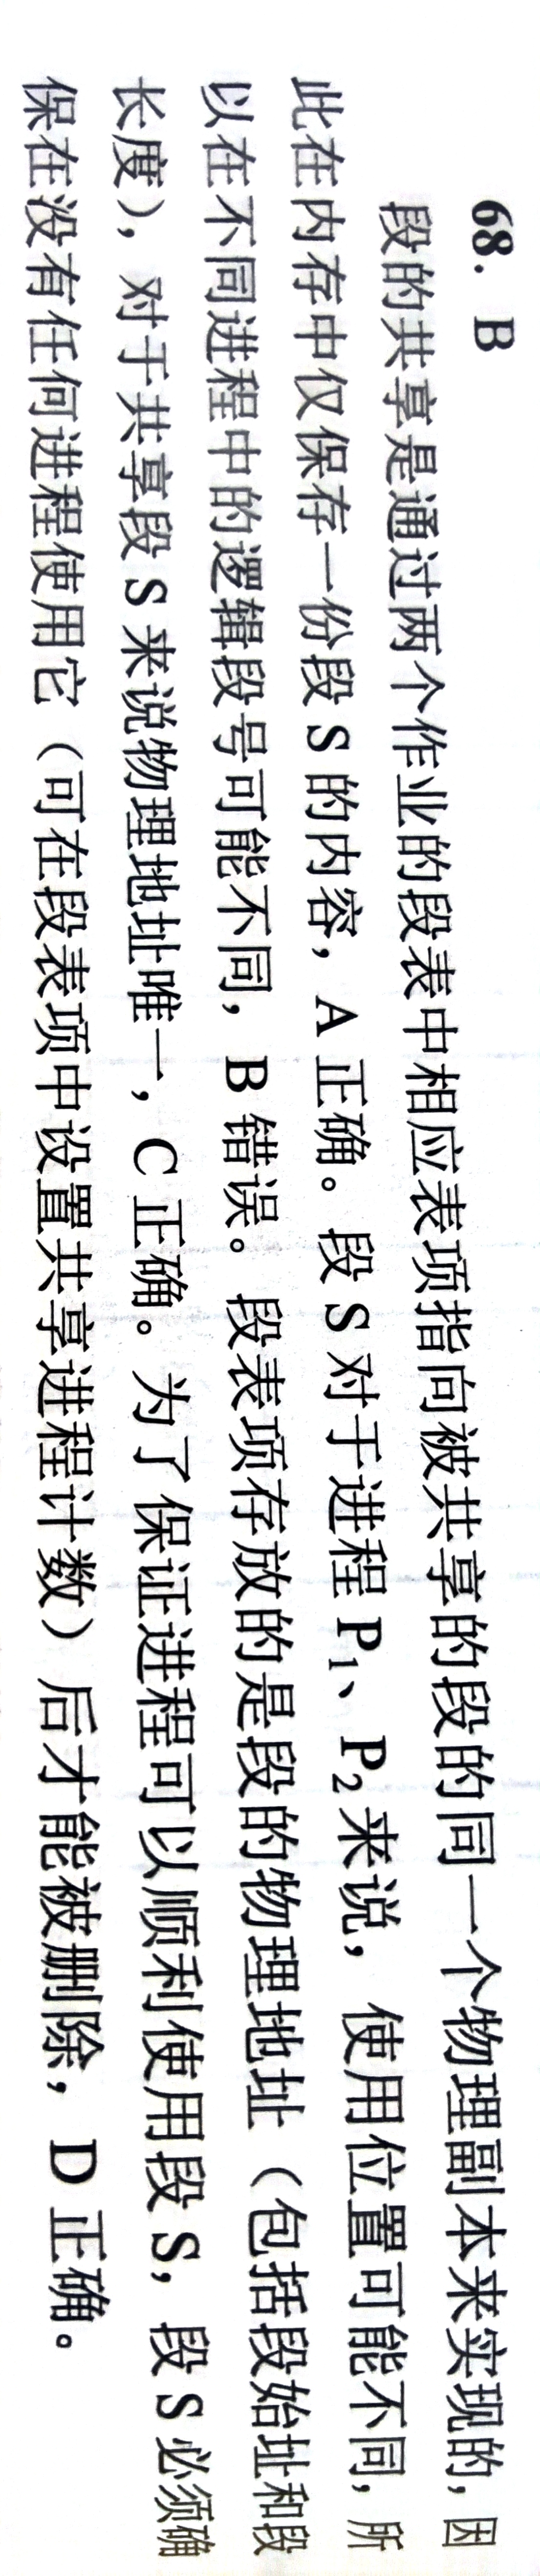 68. B
段的共享是通过两个作业的段表中相应表项指向被共享的段的同一个物理副本来实现的,因
此在内存中仅保存一份段 S 的内容，A 正确。段 S 对于进程 P₁、P₂来说，使用位置可能不同,所
以在不同进程中的逻辑段号可能不同，B 错误。段表项存放的是段的物理地址（包括段始址和段
长度），对于共享段 S 来说物理地址唯一，C 正确。为了保证进程可以顺利使用段 S，段 S 必须确
保在没有任何进程使用它（可在段表项中设置共享进程计数）后才能被删除，D 正确。